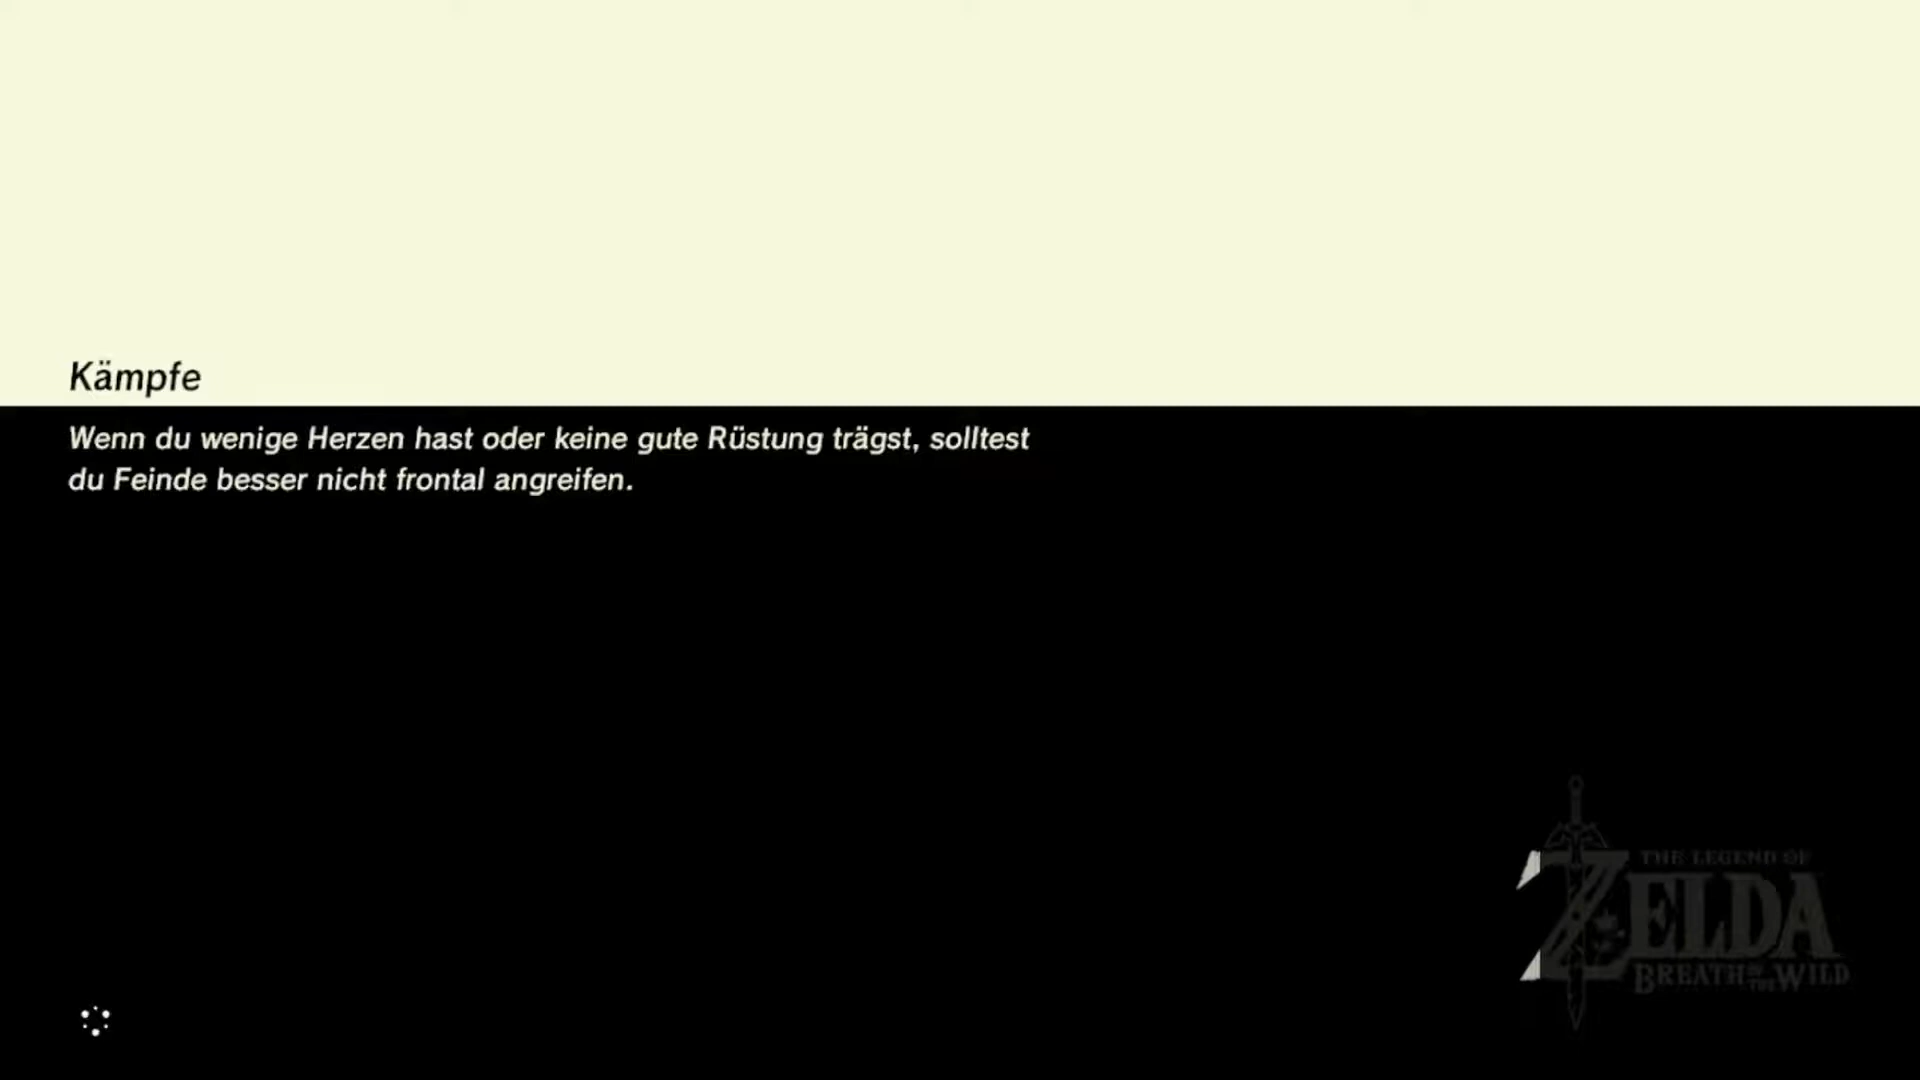 Kämpfe
Wenn du wenige Herzen hast oder keine gute Rüstung trägst, solltest
du Feinde besser nicht frontal angreifen.
THE LEGEND OF
ZELDA
BREATH OF THE WILD